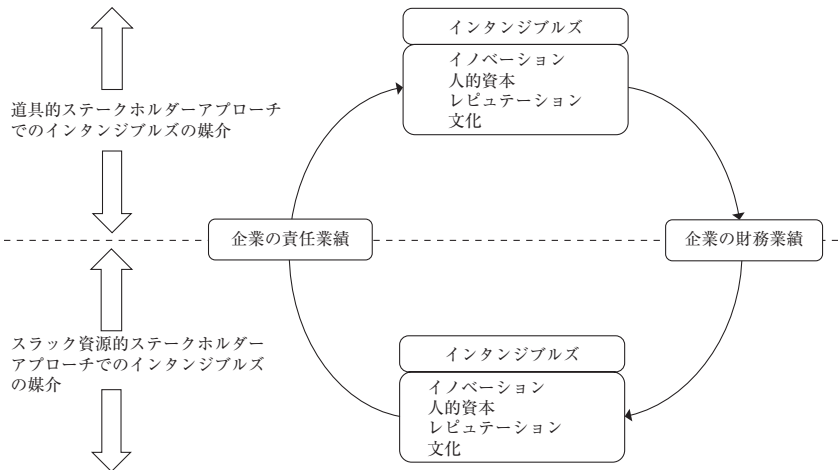 インタンジブルズ
イノベーション
人的資本
レピュテーション
文化
道具的ステークホルダーアプローチ
でのインタンジブルズの媒介
企業の責任業績
企業の財務業績
スラック資源的ステークホルダー
アプローチでのインタンジブルズ
の媒介
インタンジブルズ
イノベーション
人的資本
レピュテーション
文化